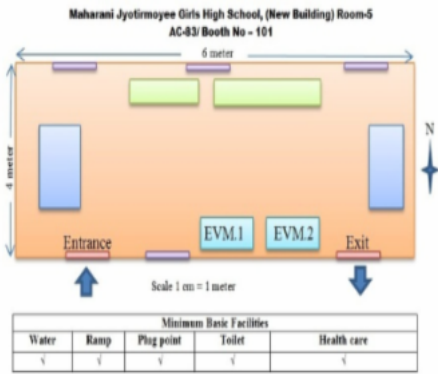 Maharani Jyotirmoyee Girls High School, (New Building) Room-5
AC-83/ Booth No – 101
6 meter
4 meter
N
EVM.1 EVM.2
Entrance Exit
Scale 1 cm = 1 meter
Minimum Basic Facilities
Water Ramp Plug point Toilet Health care
√ √ √ √ √